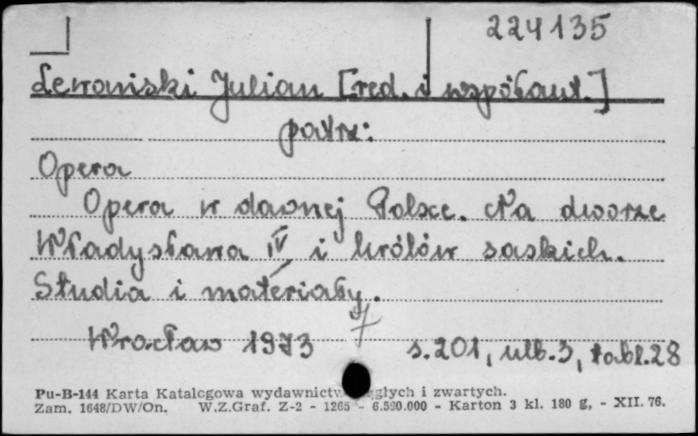 224135
Lewański Julian [red. i współaut.]
patrz:
Opera
Opera w dawnej Polsce. Na dworze
Władysława IV i królów saskich.
Studia i materiały.
Wrocław 1973 s. 201, nlb. 3, tabl. 28
Pu-B-144 Karta Katalogowa wydawnictw ciągłych i zwartych.
Zam. 1648/DW/On. W.Z.Graf. Z-2 - 1265 - 6.590.000 - Karton 3 kl. 180 g, - XII. 76.